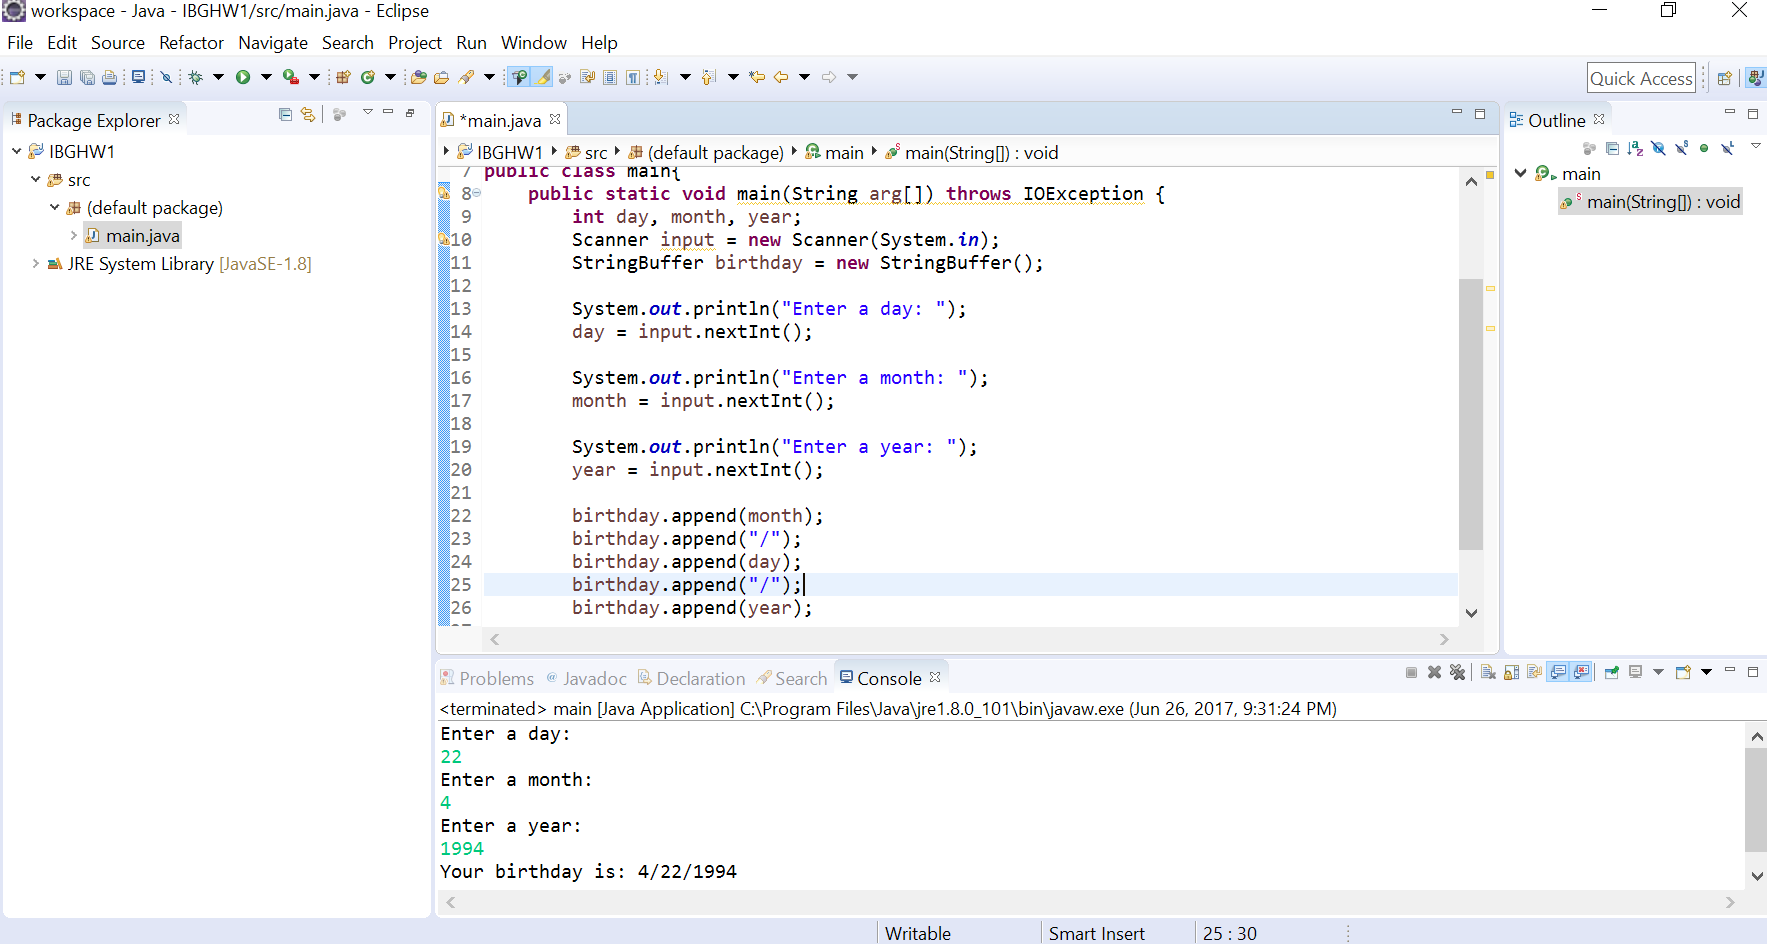 workspace - Java - IBGHW1/src/main.java - Eclipse
File Edit Source Refactor Navigate Search Project Run Window Help
Quick Access
Package Explorer
IBGHW1
src
(default package)
main.java
JRE System Library [JavaSE-1.8]
*main.java
IBGHW1 src (default package) main main(String[]) : void
7 public class main{
8 public static void main(String arg[]) throws IOException {
9 int day, month, year;
10 Scanner input = new Scanner(System.in);
11 StringBuffer birthday = new StringBuffer();
12
13 System.out.println("Enter a day: ");
14 day = input.nextInt();
15
16 System.out.println("Enter a month: ");
17 month = input.nextInt();
18
19 System.out.println("Enter a year: ");
20 year = input.nextInt();
21
22 birthday.append(month);
23 birthday.append("/");
24 birthday.append(day);
25 birthday.append("/");
26 birthday.append(year);
Outline
main
main(String[]) : void
Problems @ Javadoc Declaration Search Console
<terminated> main [Java Application] C:\Program Files\Java\jre1.8.0_101\bin\javaw.exe (Jun 26, 2017, 9:31:24 PM)
Enter a day:
22
Enter a month:
4
Enter a year:
1994
Your birthday is: 4/22/1994
Writable Smart Insert 25 : 30